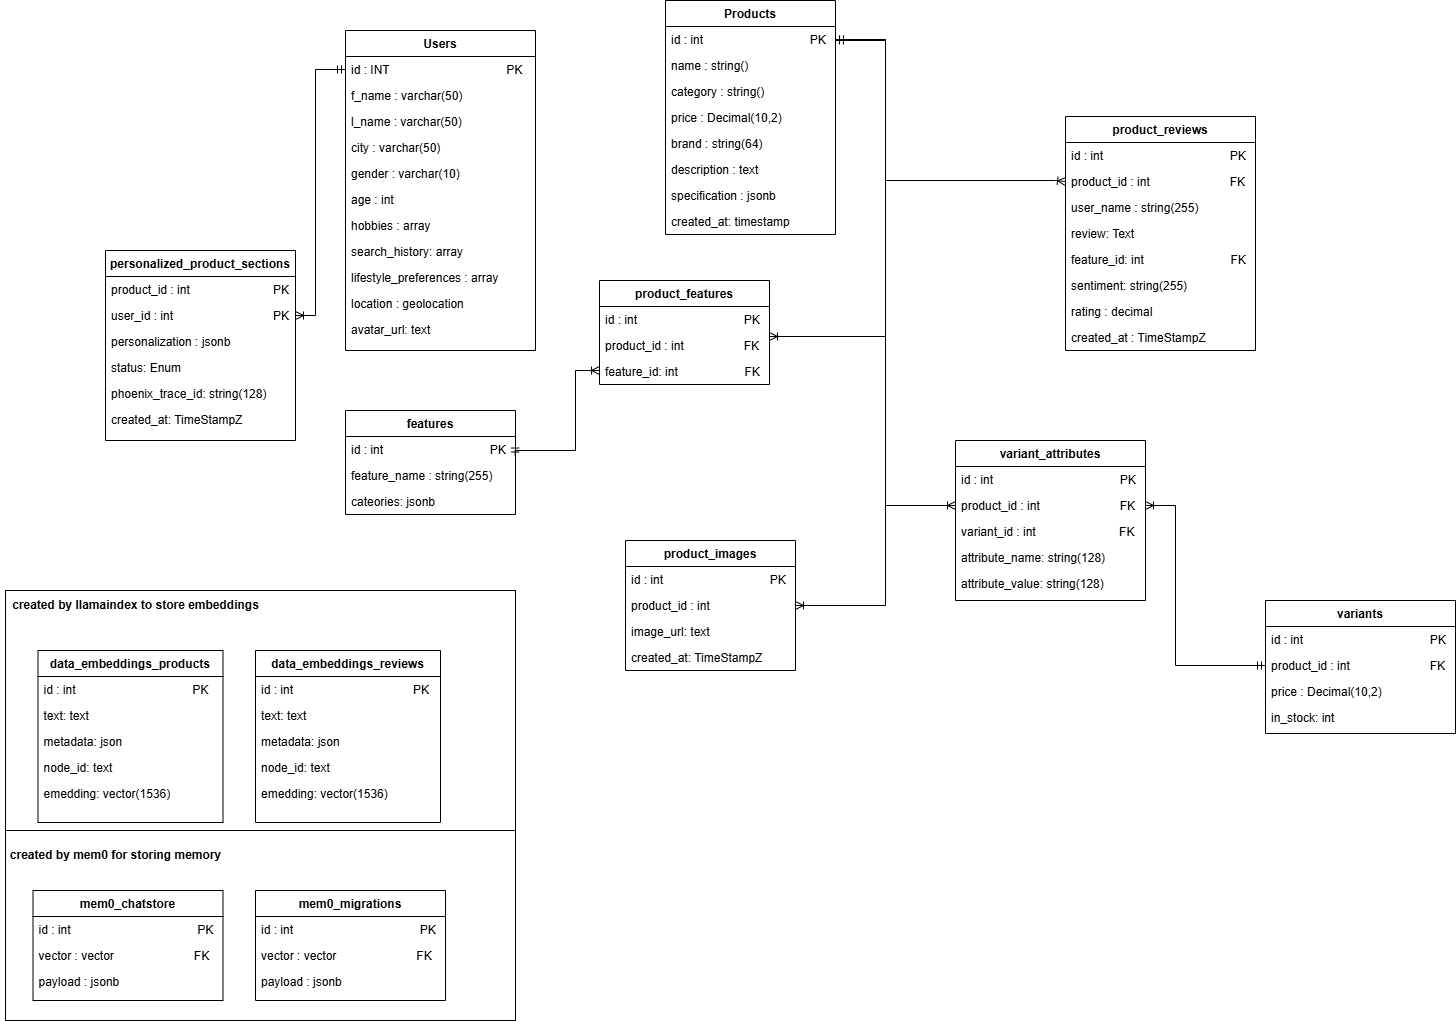 Products
id : int PK
name : string()
category : string()
price : Decimal(10,2)
brand : string(64)
description : text
specification : jsonb
created_at: timestamp
Users
id : INT PK
f_name : varchar(50)
l_name : varchar(50)
city : varchar(50)
gender : varchar(10)
age : int
hobbies : array
search_history: array
lifestyle_preferences : array
location : geolocation
avatar_url: text
product_reviews
id : int PK
product_id : int FK
user_name : string(255)
review: Text
feature_id: int FK
sentiment: string(255)
rating : decimal
created_at : TimeStampZ
personalized_product_sections
product_id : int PK
user_id : int PK
personalization : jsonb
status: Enum
phoenix_trace_id: string(128)
created_at: TimeStampZ
product_features
id : int PK
product_id : int FK
feature_id: int FK
features
id : int PK
feature_name : string(255)
cateories: jsonb
variant_attributes
id : int PK
product_id : int FK
variant_id : int FK
attribute_name: string(128)
attribute_value: string(128)
product_images
id : int PK
product_id : int
image_url: text
created_at: TimeStampZ
variants
id : int PK
product_id : int FK
price : Decimal(10,2)
in_stock: int
created by llamaindex to store embeddings
data_embeddings_products
id : int PK
text: text
metadata: json
node_id: text
emedding: vector(1536)
data_embeddings_reviews
id : int PK
text: text
metadata: json
node_id: text
emedding: vector(1536)
created by mem0 for storing memory
mem0_chatstore
id : int PK
vector : vector FK
payload : jsonb
mem0_migrations
id : int PK
vector : vector FK
payload : jsonb